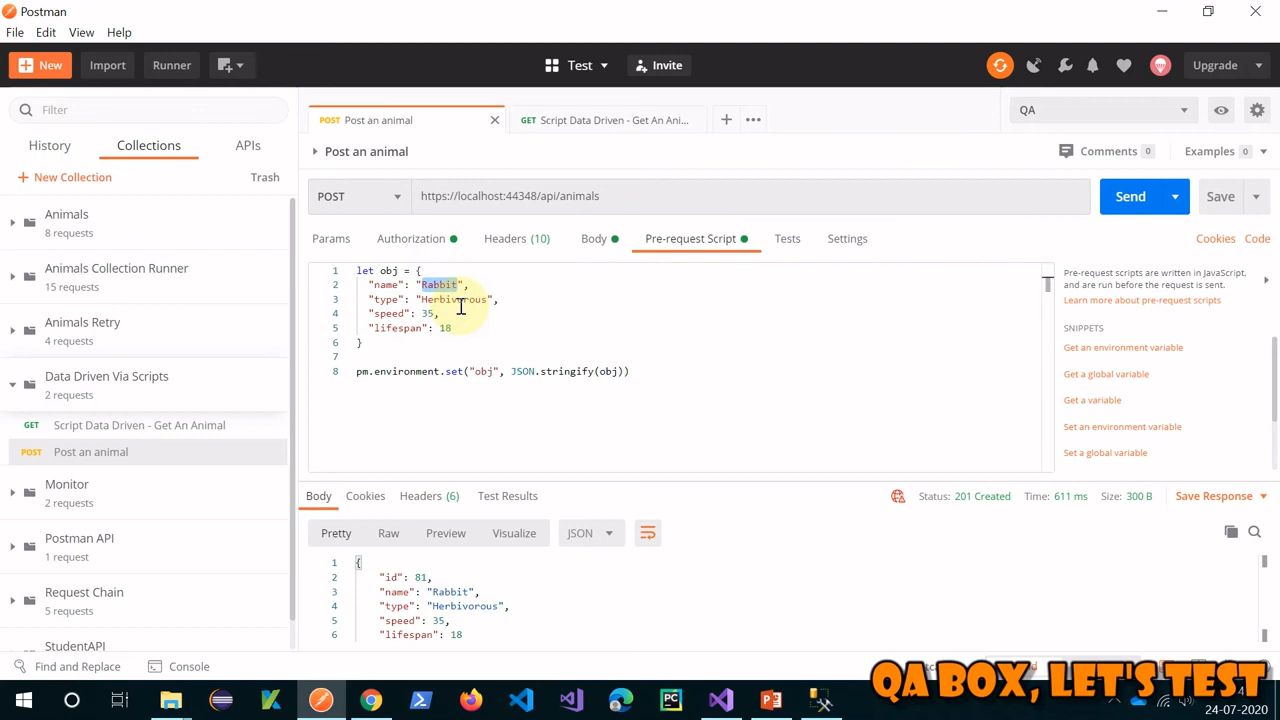 Postman
File Edit View Help
New Import Runner Test Invite Upgrade
Filter
History Collections APIs
+ New Collection Trash
Animals
8 requests
Animals Collection Runner
15 requests
Animals Retry
4 requests
Data Driven Via Scripts
2 requests
GET Script Data Driven - Get An Animal
POST Post an animal
Monitor
2 requests
Postman API
1 request
Request Chain
5 requests
StudentAPI
POST Post an animal
GET Script Data Driven - Get An Ani...
QA
Post an animal
Comments 0 Examples 0
POST https://localhost:44348/api/animals Send Save
Params Authorization Headers (10) Body Pre-request Script Tests Settings Cookies Code
1 let obj = {
2 "name": "Rabbit",
3 "type": "Herbivorous",
4 "speed": 35,
5 "lifespan": 18
6 }
7
8 pm.environment.set("obj", JSON.stringify(obj))
Pre-request scripts are written in JavaScript,
and are run before the request is sent.
Learn more about pre-request scripts
SNIPPETS
Get an environment variable
Get a global variable
Get a variable
Set an environment variable
Set a global variable
Body Cookies Headers (6) Test Results Status: 201 Created Time: 611 ms Size: 300 B Save Response
Pretty Raw Preview Visualize JSON
1 {
2 "id": 81,
3 "name": "Rabbit",
4 "type": "Herbivorous",
5 "speed": 35,
6 "lifespan": 18
Find and Replace Console
QA BOX, LET'S TEST
24-07-2020